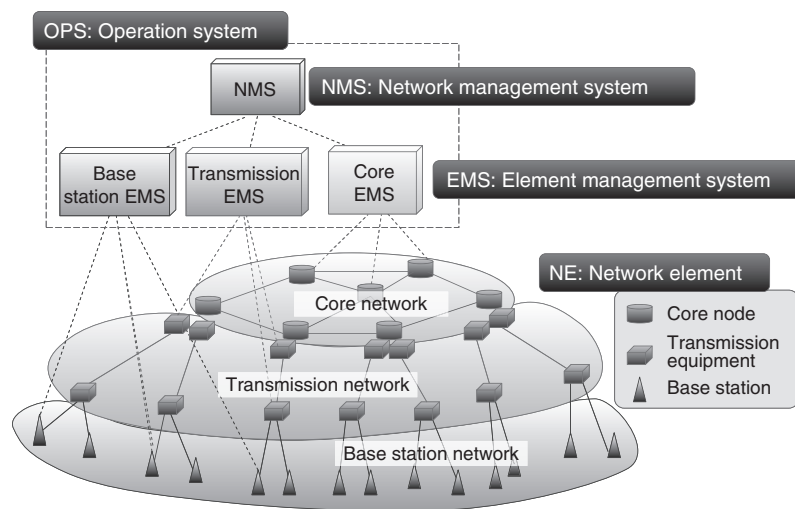 OPS: Operation system
NMS
NMS: Network management system
Base
station EMS
Transmission
EMS
Core
EMS
EMS: Element management system
NE: Network element
Core network
Core node
Transmission
equipment
Base station
Transmission network
Base station network